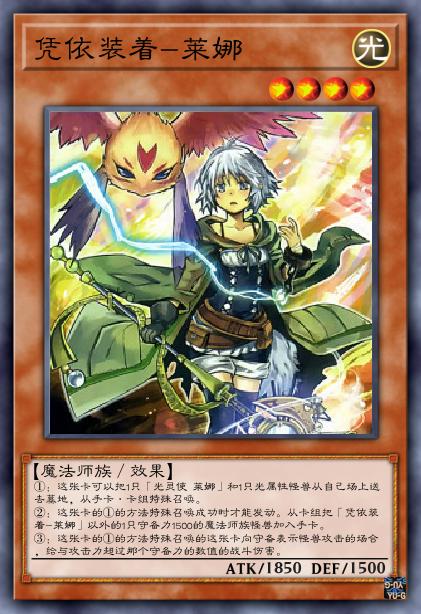 凭依装着–莱娜
光
【魔法师族／效果】
①：这张卡可以把1只「光灵使 莱娜」和1只光属性怪兽从自己场上送
去墓地，从手卡・卡组特殊召唤。
②：这张卡的①的方法特殊召唤成功时才能发动。从卡组把「凭依装
着–莱娜」以外的1只守备力1500的魔法师族怪兽加入手卡。
③：这张卡的①的方法特殊召唤的这张卡向守备表示怪兽攻击的场合
，给与攻击力超过那个守备力的数值的战斗伤害。
ATK/1850 DEF/1500